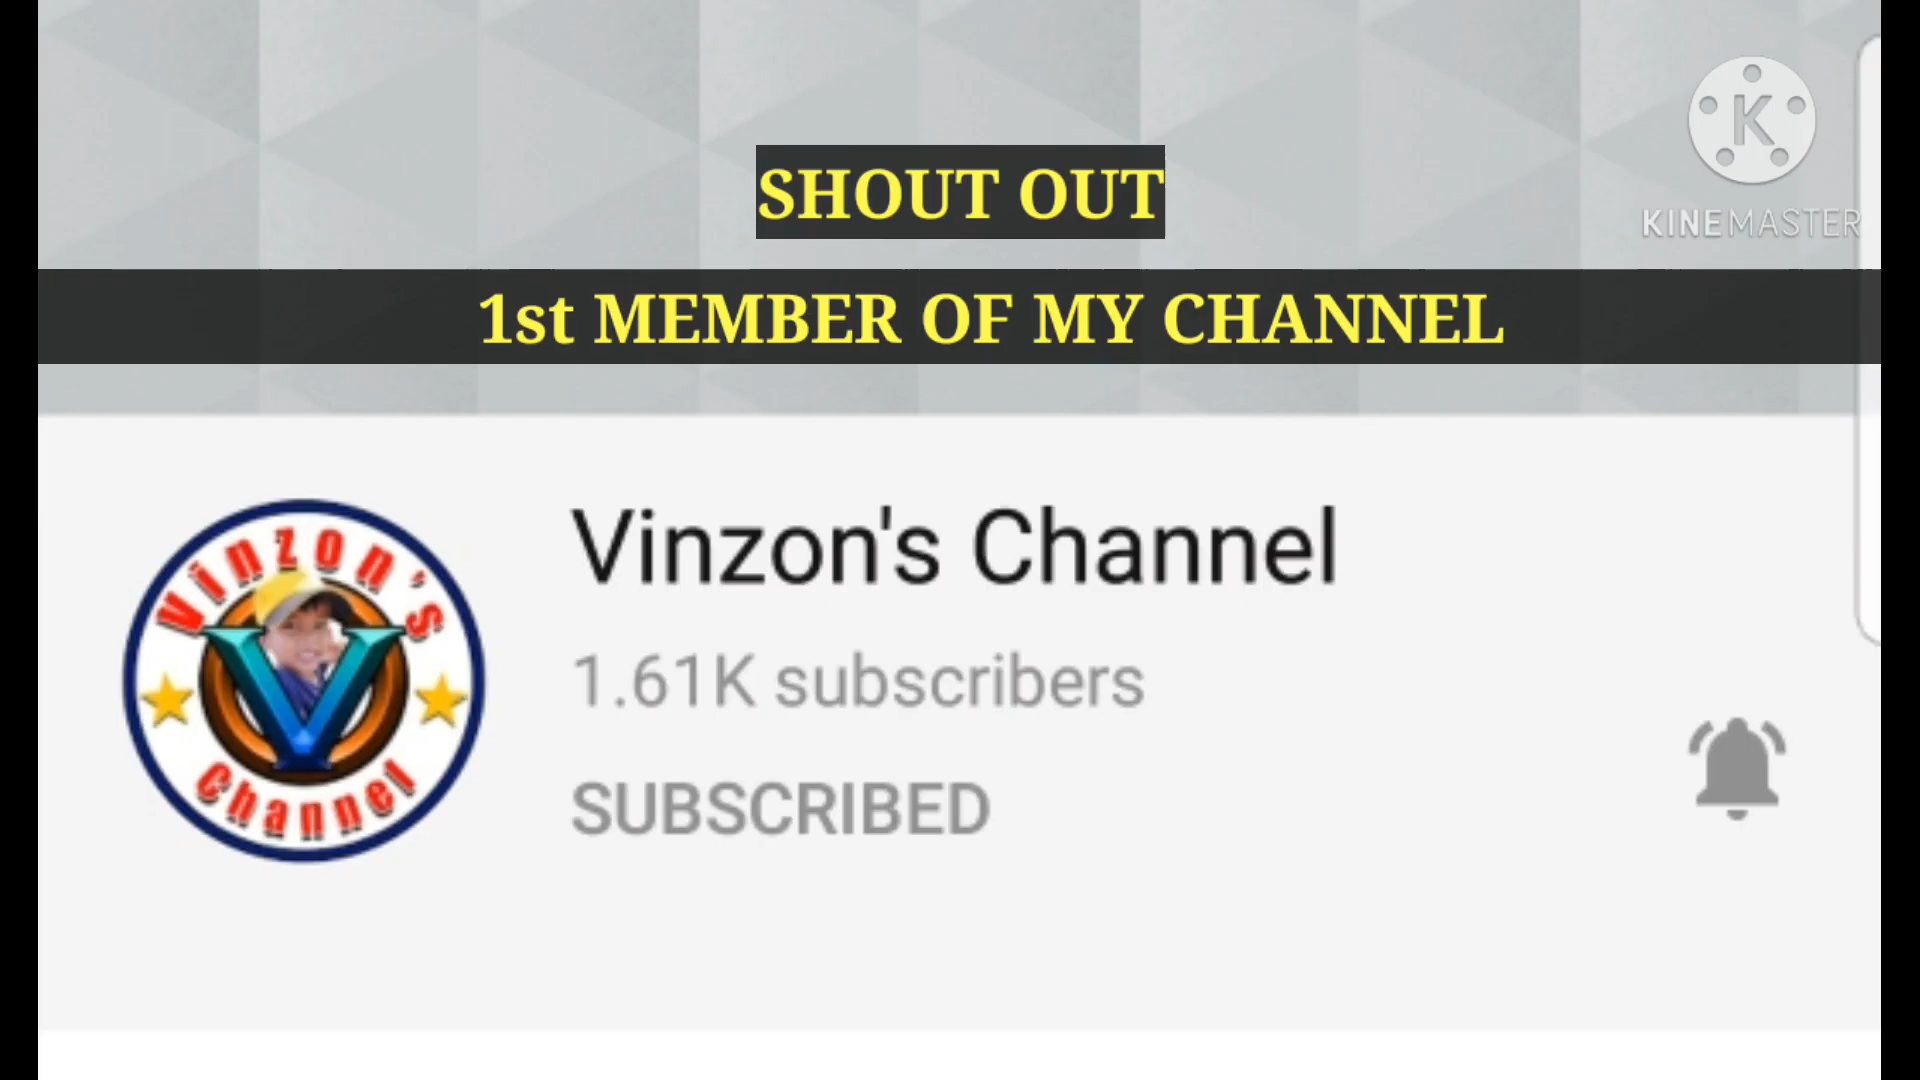 SHOUT OUT
K
KINEMASTER
1st MEMBER OF MY CHANNEL
Vinzon's
V
Channel
Vinzon's Channel
1.61K subscribers
SUBSCRIBED